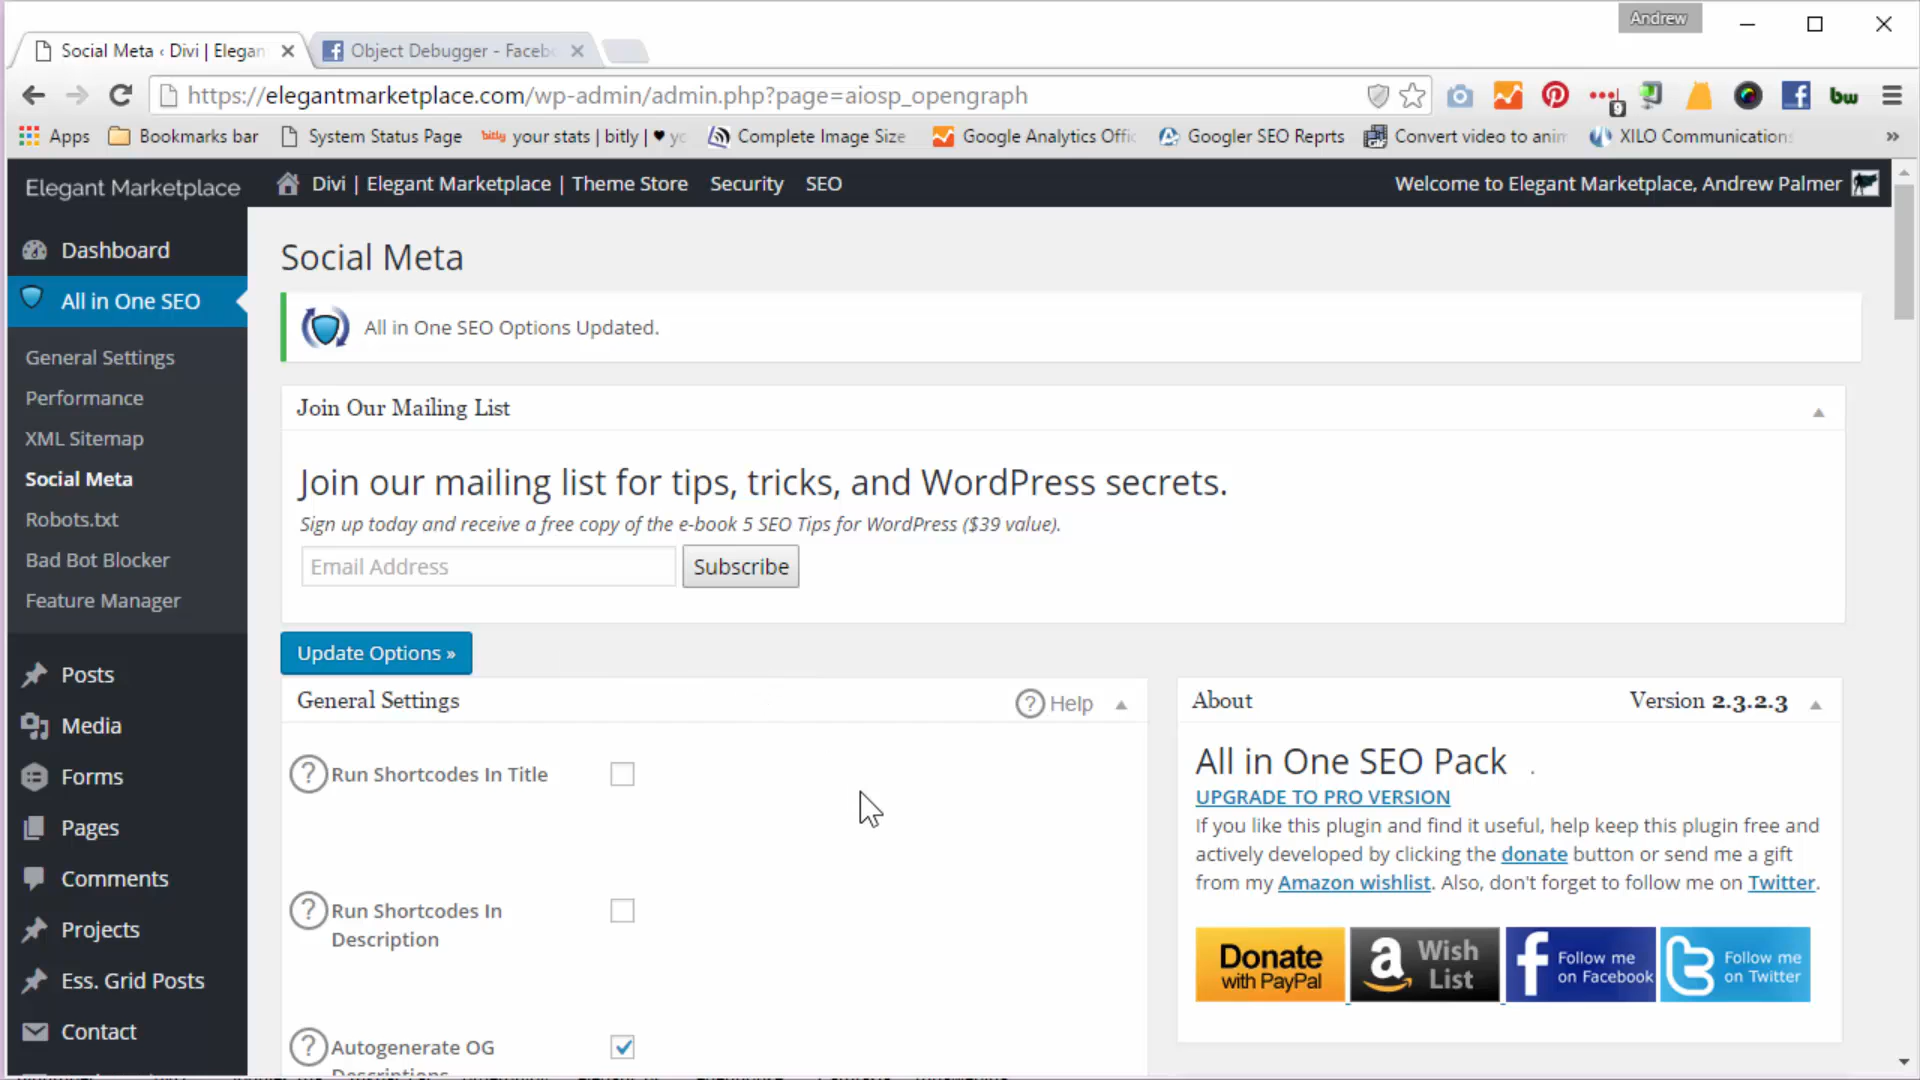 Andrew
Social Meta ‹ Divi | Elegan
Object Debugger - Faceb
https://elegantmarketplace.com/wp-admin/admin.php?page=aiosp_opengraph
bw
Apps
Bookmarks bar
System Status Page
bitly your stats | bitly | ♥ y
Complete Image Size
Google Analytics Offi
Googler SEO Reprts
Convert video to anim
XILO Communication
»
Elegant Marketplace
Divi | Elegant Marketplace | Theme Store
Security
SEO
Welcome to Elegant Marketplace, Andrew Palmer
Dashboard
All in One SEO
General Settings
Performance
XML Sitemap
Social Meta
Robots.txt
Bad Bot Blocker
Feature Manager
Posts
Media
Forms
Pages
Comments
Projects
Ess. Grid Posts
Contact
Social Meta
All in One SEO Options Updated.
Join Our Mailing List
Join our mailing list for tips, tricks, and WordPress secrets.
Sign up today and receive a free copy of the e-book 5 SEO Tips for WordPress ($39 value).
Email Address
Subscribe
Update Options »
General Settings
? Help
? Run Shortcodes In Title
? Run Shortcodes In
Description
? Autogenerate OG
Descriptions
About
Version 2.3.2.3
All in One SEO Pack .
UPGRADE TO PRO VERSION
If you like this plugin and find it useful, help keep this plugin free and
actively developed by clicking the donate button or send me a gift
from my Amazon wishlist. Also, don't forget to follow me on Twitter.
Donate
with PayPal
a Wish
List
Follow me
on Facebook
Follow me
on Twitter